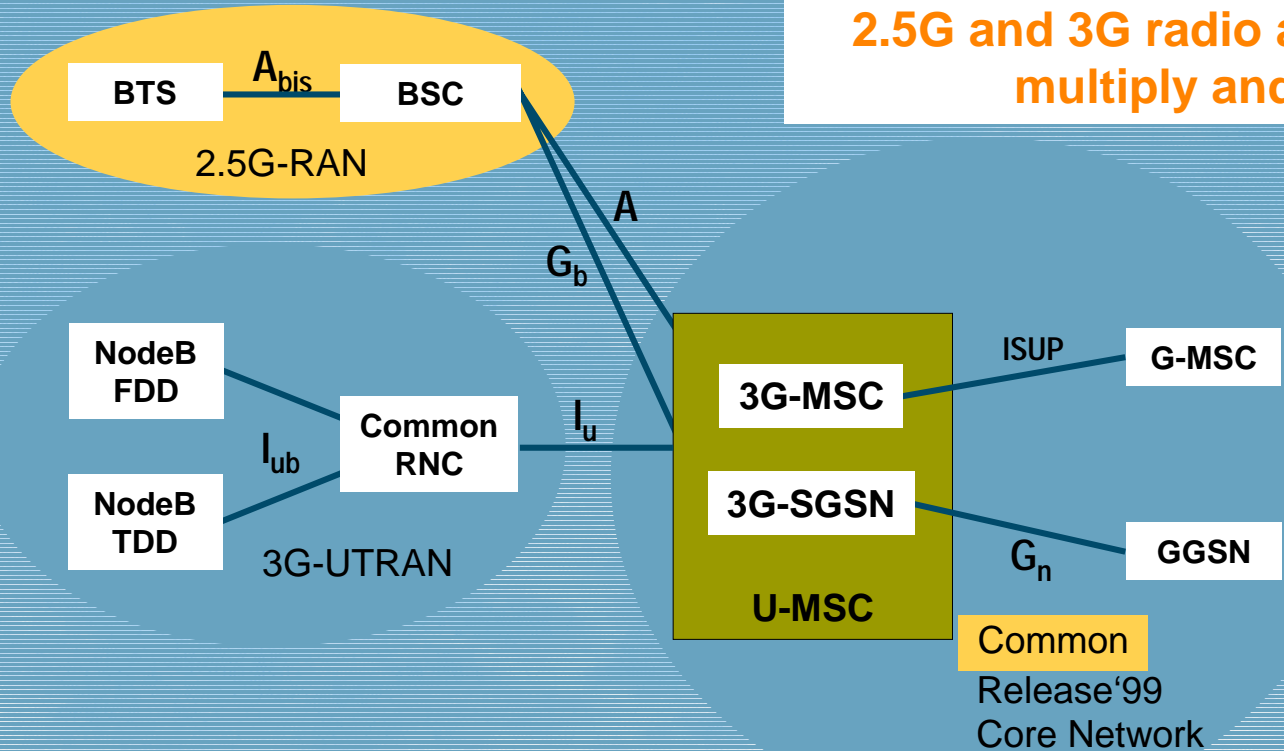 2.5G and 3G radio
multiply and
BTS
Abis
BSC
2.5G-RAN
A
Gb
NodeB
FDD
Iub
NodeB
TDD
Common
RNC
3G-UTRAN
Iu
3G-MSC
3G-SGSN
U-MSC
ISUP
G-MSC
Gn
GGSN
Common
Release‘99
Core Network